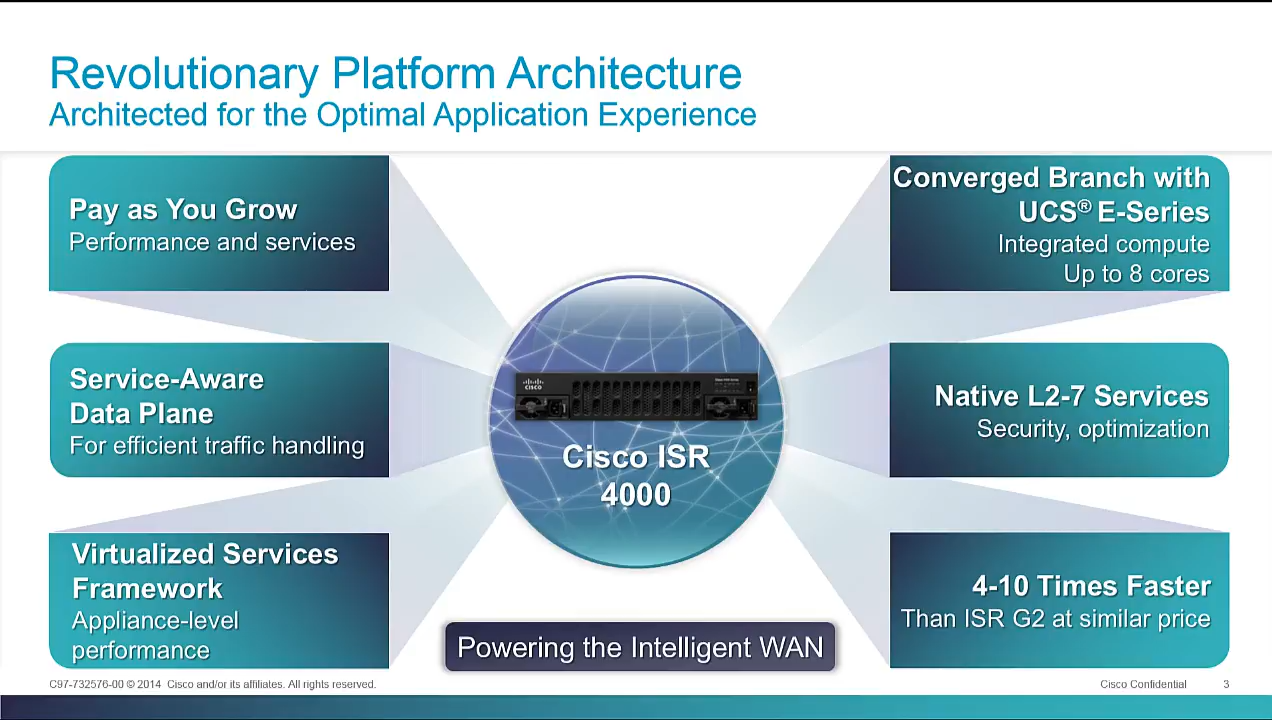 Revolutionary Platform Architecture
Architected for the Optimal Application Experience
Pay as You Grow
Performance and services
Service-Aware
Data Plane
For efficient traffic handling
Virtualized Services
Framework
Appliance-level
performance
CISCO
Cisco ISR
4000
Powering the Intelligent WAN
Converged Branch with
UCS® E-Series
Integrated compute
Up to 8 cores
Native L2-7 Services
Security, optimization
4-10 Times Faster
Than ISR G2 at similar price
C97-732576-00 © 2014 Cisco and/or its affiliates. All rights reserved.
Cisco Confidential
3